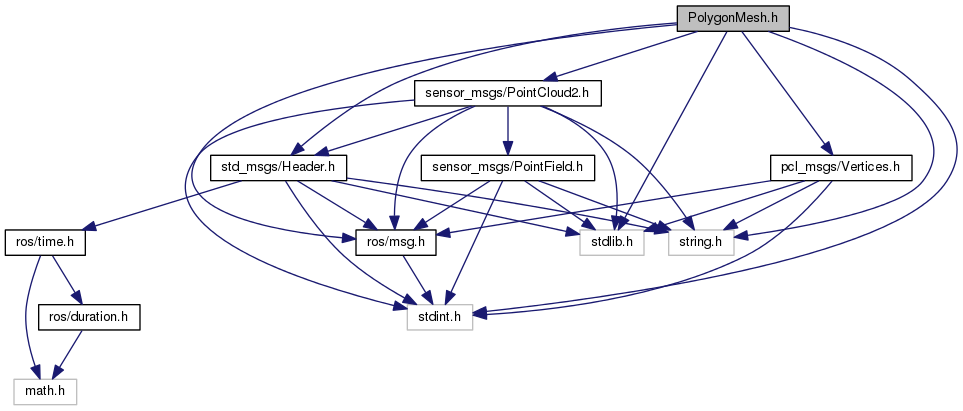 PolygonMesh.h
sensor_msgs/PointCloud2.h
std_msgs/Header.h
sensor_msgs/PointField.h
pcl_msgs/Vertices.h
ros/time.h
ros/msg.h
stdlib.h
string.h
ros/duration.h
stdint.h
math.h